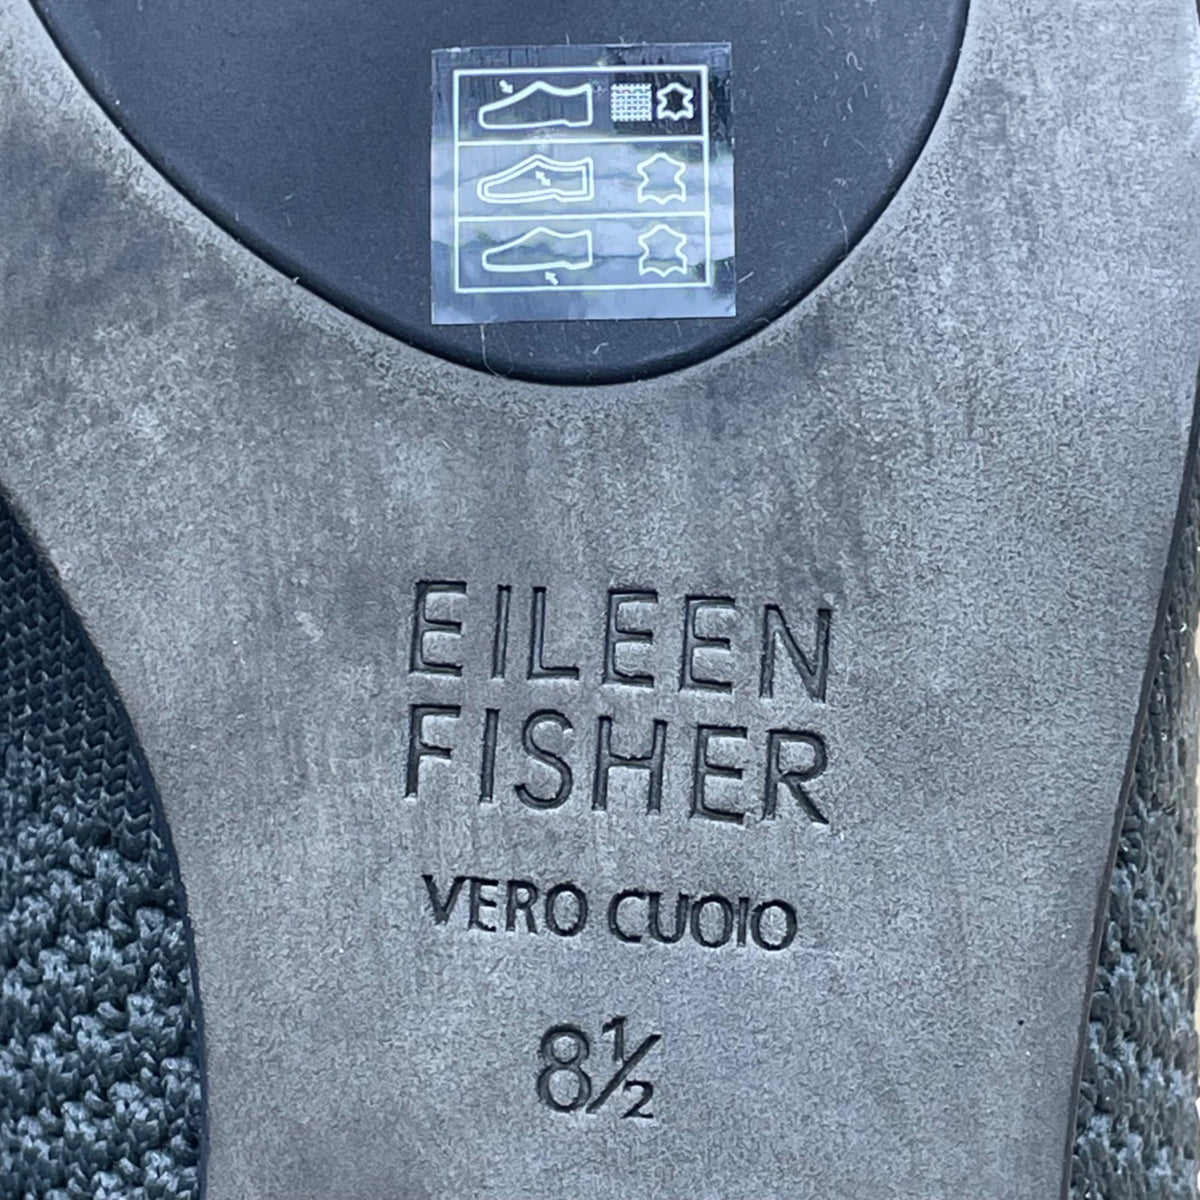 EILEEN
FISHER
VERO CUOIO
8½